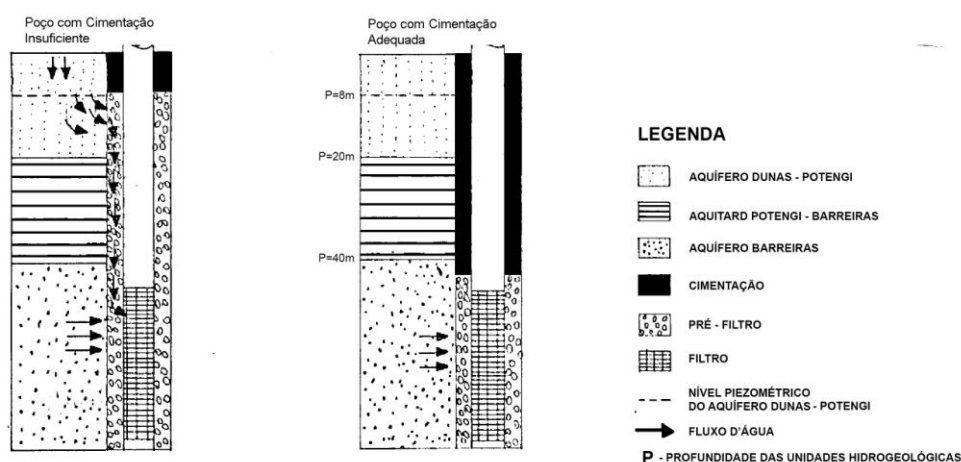 Poço com Cimentação
Insuficiente
Poço com Cimentação
Adequada
P=8m
P=20m
P=40m
LEGENDA
AQUÍFERO DUNAS - POTENGI
AQUITARD POTENGI - BARREIRAS
AQUÍFERO BARREIRAS
CIMENTAÇÃO
PRÉ - FILTRO
FILTRO
NÍVEL PIEZOMÉTRICO
DO AQUÍFERO DUNAS - POTENGI
FLUXO D'ÁGUA
P - PROFUNDIDADE DAS UNIDADES HIDROGEOLÓGICAS